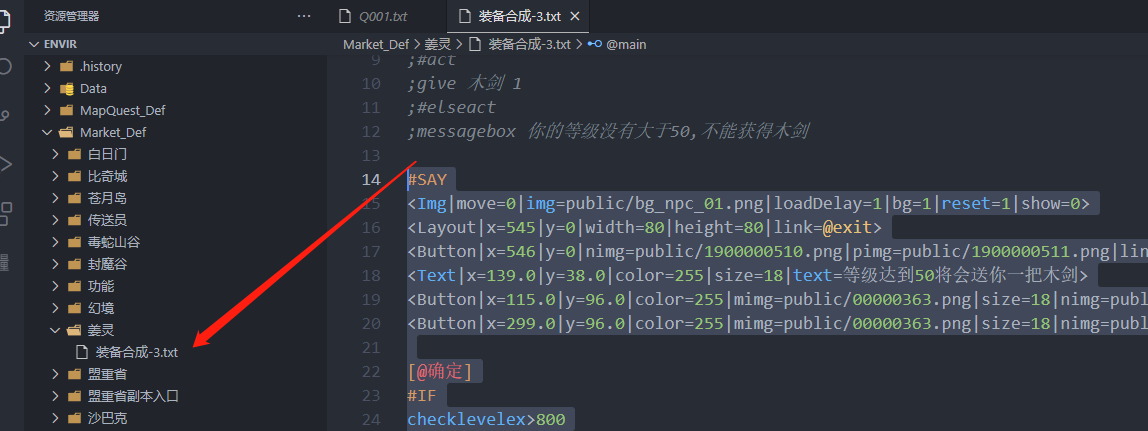 资源管理器
···
Q001.txt
装备合成-3.txt
ENVIR
Market_Def > 姜灵 > 装备合成-3.txt > @main
.history
Data
MapQuest_Def
Market_Def
白日门
比奇城
苍月岛
传送员
毒蛇山谷
封魔谷
功能
幻境
姜灵
装备合成-3.txt
盟重省
盟重省副本入口
沙巴克
9 ;#act
10 ;give 木剑 1
11 ;#elseact
12 ;messagebox 你的等级没有大于50,不能获得木剑
13
14 #SAY
15 <Img|move=0|img=public/bg_npc_01.png|loadDelay=1|bg=1|reset=1|show=0>
16 <Layout|x=545|y=0|width=80|height=80|link=@exit>
17 <Button|x=546|y=0|nimg=public/1900000510.png|pimg=public/1900000511.png|lin
18 <Text|x=139.0|y=38.0|color=255|size=18|text=等级达到50将会送你一把木剑>
19 <Button|x=115.0|y=96.0|color=255|mimg=public/00000363.png|size=18|nimg=publ
20 <Button|x=299.0|y=96.0|color=255|mimg=public/00000363.png|size=18|nimg=publ
21
22 [@确定]
23 #IF
24 checklevelex>800